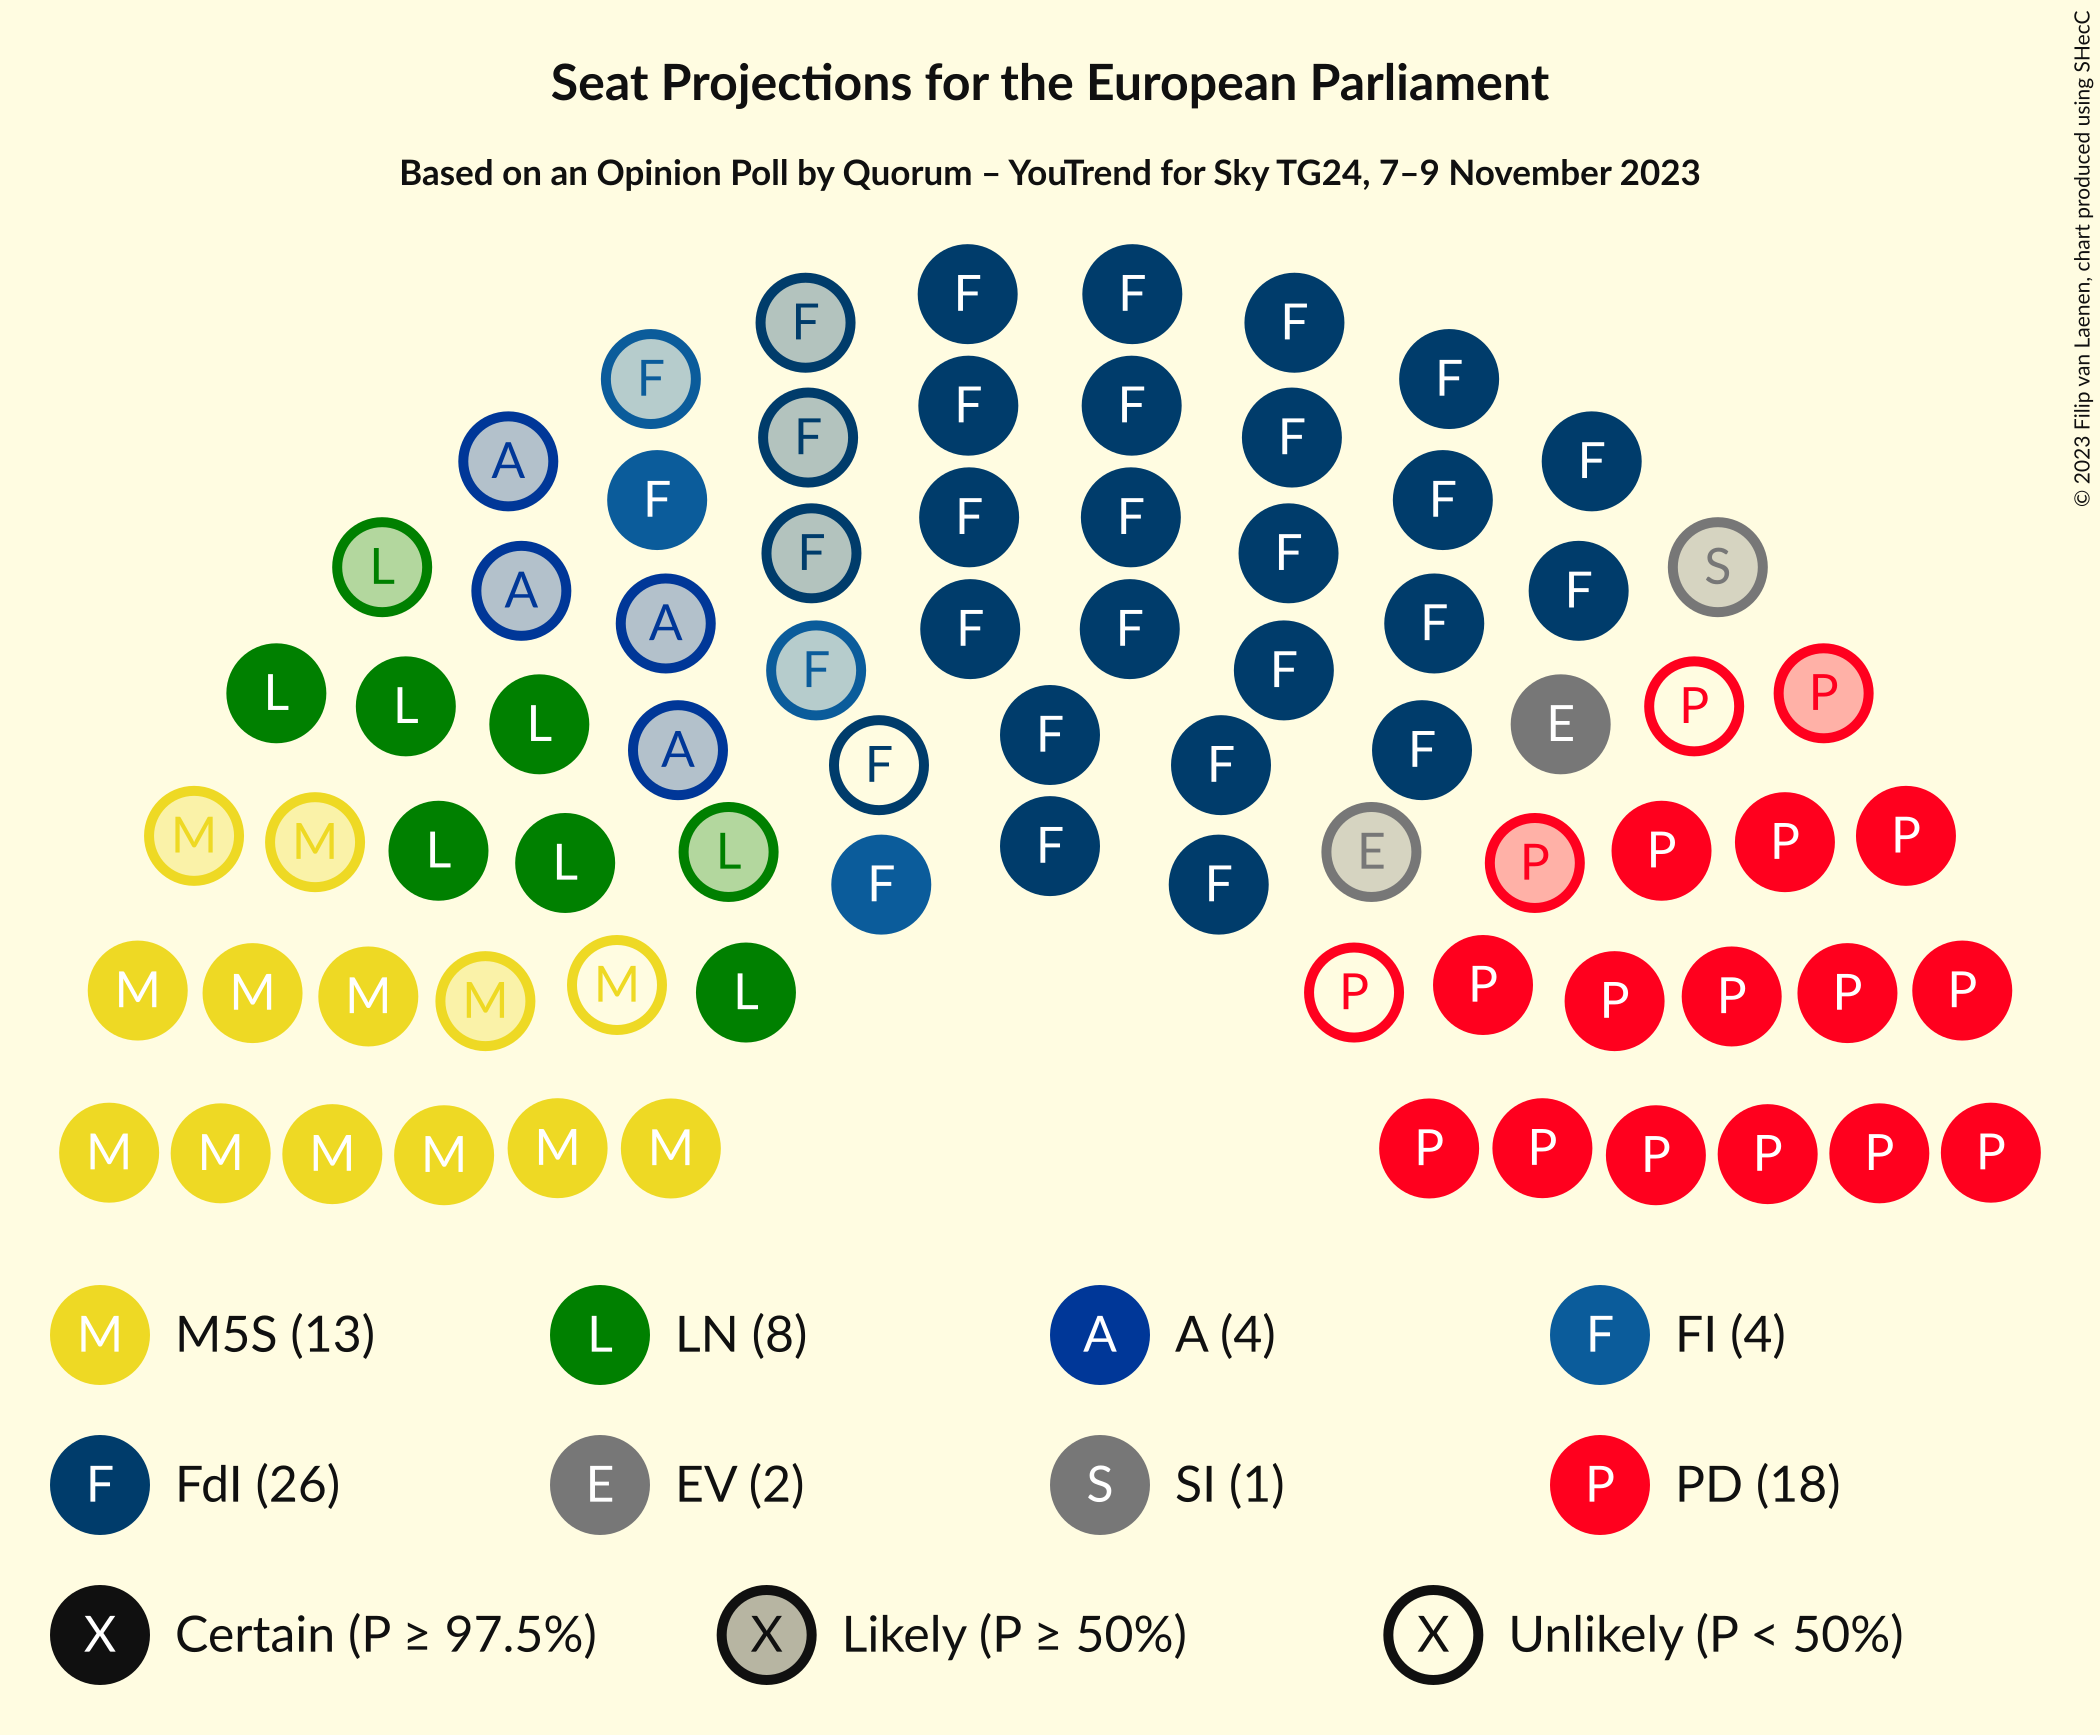 Seat Projections for the European Parliament
Based on an Opinion Poll by Quorum – YouTrend for Sky TG24, 7–9 November 2023
© 2023 Filip van Laenen, chart produced using SHecC
F F
F F
F F
F F F F
A F F F F
F F F F
L A F F F F F S
L L L A F F F F F E P P
A F F F F
M M L L L F F F E P P P P
M M M M M L P P P P P P
M M M M M M P P P P P P
M M5S (13) L LN (8) A A (4) F FI (4)
F FdI (26) E EV (2) S SI (1) P PD (18)
X Certain (P ≥ 97.5%) X Likely (P ≥ 50%) X Unlikely (P < 50%)